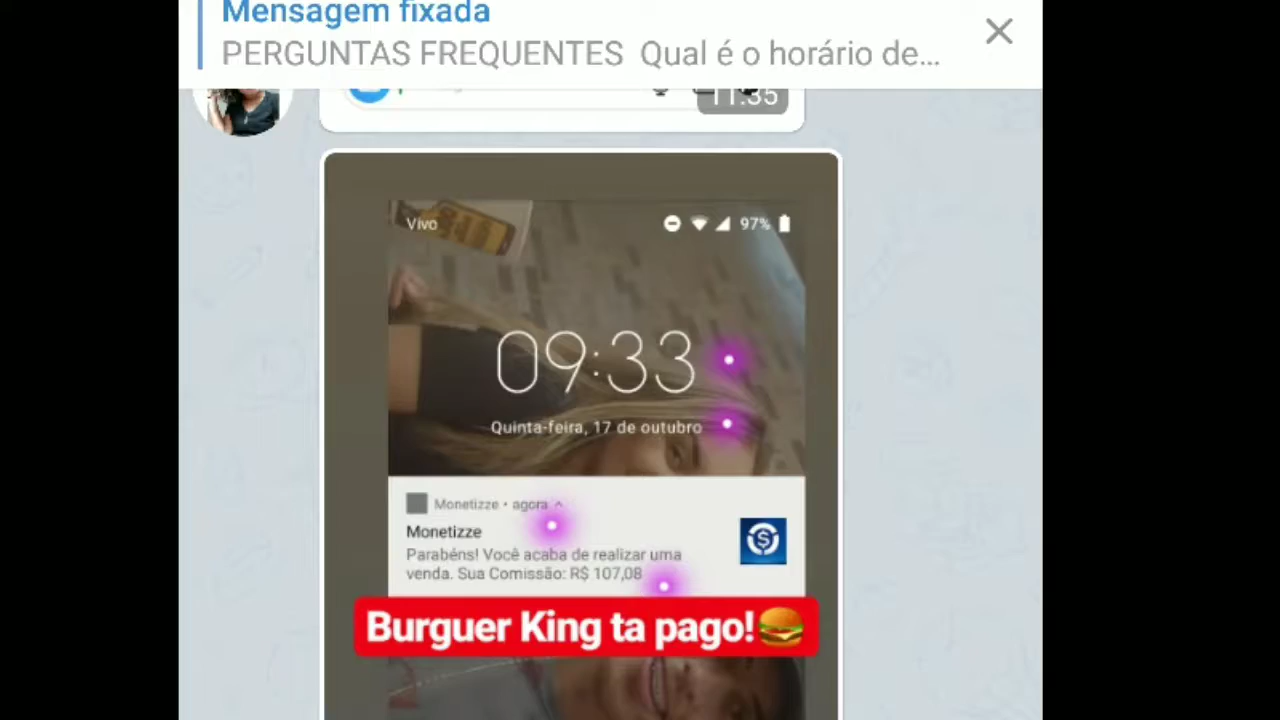 Mensagem fixada
PERGUNTAS FREQUENTES Qual é o horário de...
11:35
Vivo
97%
09:33
Quinta-feira, 17 de outubro
Monetizze • agora
Monetizze
Parabéns! Você acaba de realizar uma
venda. Sua Comissão: R$ 107,08
Burguer King ta pago!🍔